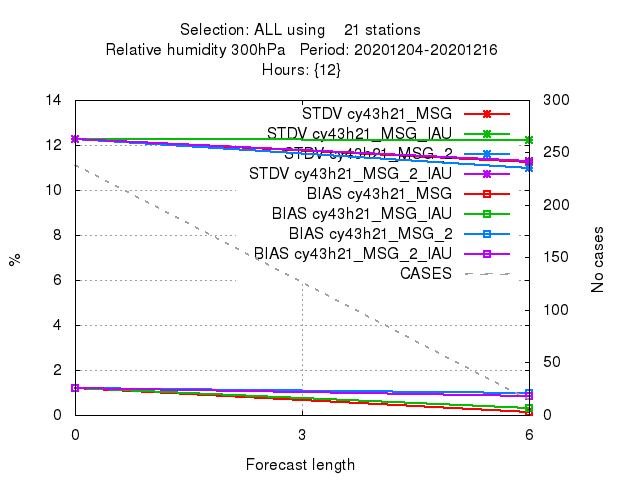 Selection: ALL using    21 stations
Relative humidity 300hPa   Period: 20201204-20201216
Hours: {12}
14
12
10
8
6
4
2
0
300
250
200
150
100
50
0
%
No cases
STDV cy43h21_MSG
STDV cy43h21_MSG_IAU
STDV cy43h21_MSG_2
STDV cy43h21_MSG_2_IAU
BIAS cy43h21_MSG
BIAS cy43h21_MSG_IAU
BIAS cy43h21_MSG_2
BIAS cy43h21_MSG_2_IAU
CASES
0 3 6
Forecast length